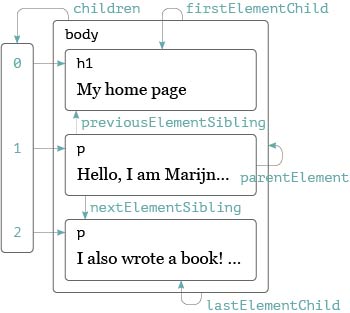 children
firstElementChild
body
0
h1
My home page
previousElementSibling
1
p
Hello, I am Marijn...
parentElement
nextElementSibling
2
p
I also wrote a book! ...
lastElementChild